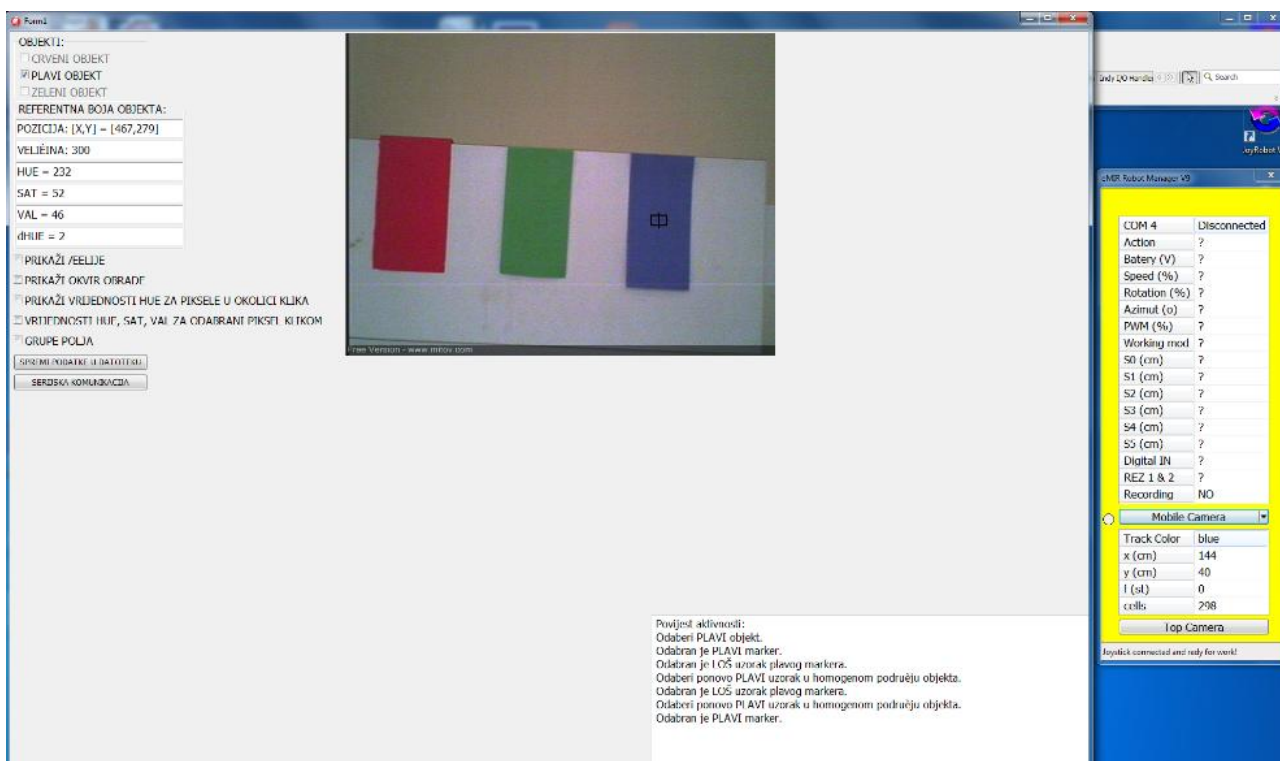 Form1
OBJEKTI:
CRVENI OBJEKT
PLAVI OBJEKT
ZELENI OBJEKT
REFERENTNA BOJA OBJEKTA:
POZICIJA: [X,Y] = [467,279]
VELIÈINA: 300
HUE = 232
SAT = 52
VAL = 46
dHUE = 2
PRIKAŽI
PRIKAŽI OKVIR OBRADE
PRIKAŽI VRIJEDNOSTI HUE ZA PIKSELE U OKOLICI KLIKA
VRIJEDNOSTI HUE, SAT, VAL ZA ODABRANI PIKSEL KLIKOM
GRUPE POLJA
SPREMI PODATKE U DATOTEKU
SERIJSKA KOMUNIKACIJA
Free Version - www.
Povijest aktivnosti:
Odaberi PLAVI objekt.
Odabran je PLAVI marker.
Odabran je LOŠ uzorak plavog markera.
Odaberi ponovo PLAVI uzorak u homogenom podruèju objekta.
Odabran je LOŠ uzorak plavog markera.
Odaberi ponovo PLAVI uzorak u homogenom podruèju objekta.
Odabran je PLAVI marker.
Indy I/O Handler
Search
JoyRobot
eMIR Robot Manager V9
COM 4 Disconnected
Action ?
Batery (V) ?
Speed (%) ?
Rotation (%) ?
Azimut (o) ?
PWM (%) ?
Working mod ?
S0 (cm) ?
S1 (cm) ?
S2 (cm) ?
S3 (cm) ?
S4 (cm) ?
S5 (cm) ?
Digital IN ?
REZ 1 & 2 ?
Recording NO
Mobile Camera
Track Color blue
x (cm) 144
y (cm) 40
(st.) 0
cells 298
Top Camera
Joystick connected and redy for work!